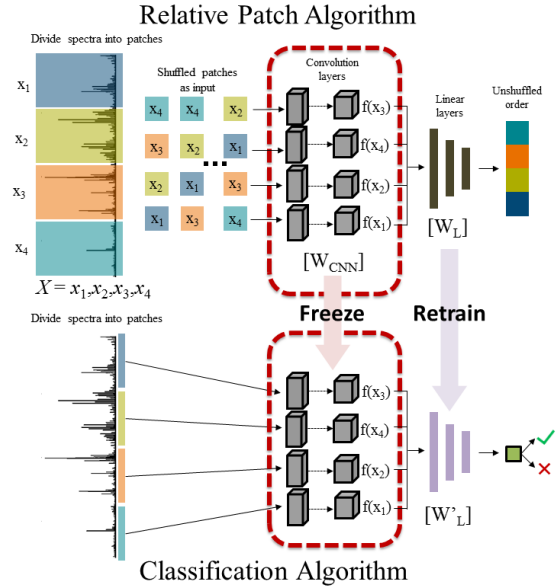 Relative Patch Algorithm
Divide spectra into patches
x1
x2
x3
x4
X = x1,x2,x3,x4
Shuffled patches
as input
x4 x4 x2
x3 x2 x1
...
x2 x1 x3
x1 x3 x4
Convolution
layers
f(x3)
f(x4)
f(x2)
f(x1)
[WCNN]
Linear
layers
[WL]
Unshuffled
order
Freeze
Retrain
Divide spectra into patches
f(x3)
f(x4)
f(x2)
f(x1)
[W'L]
Classification Algorithm